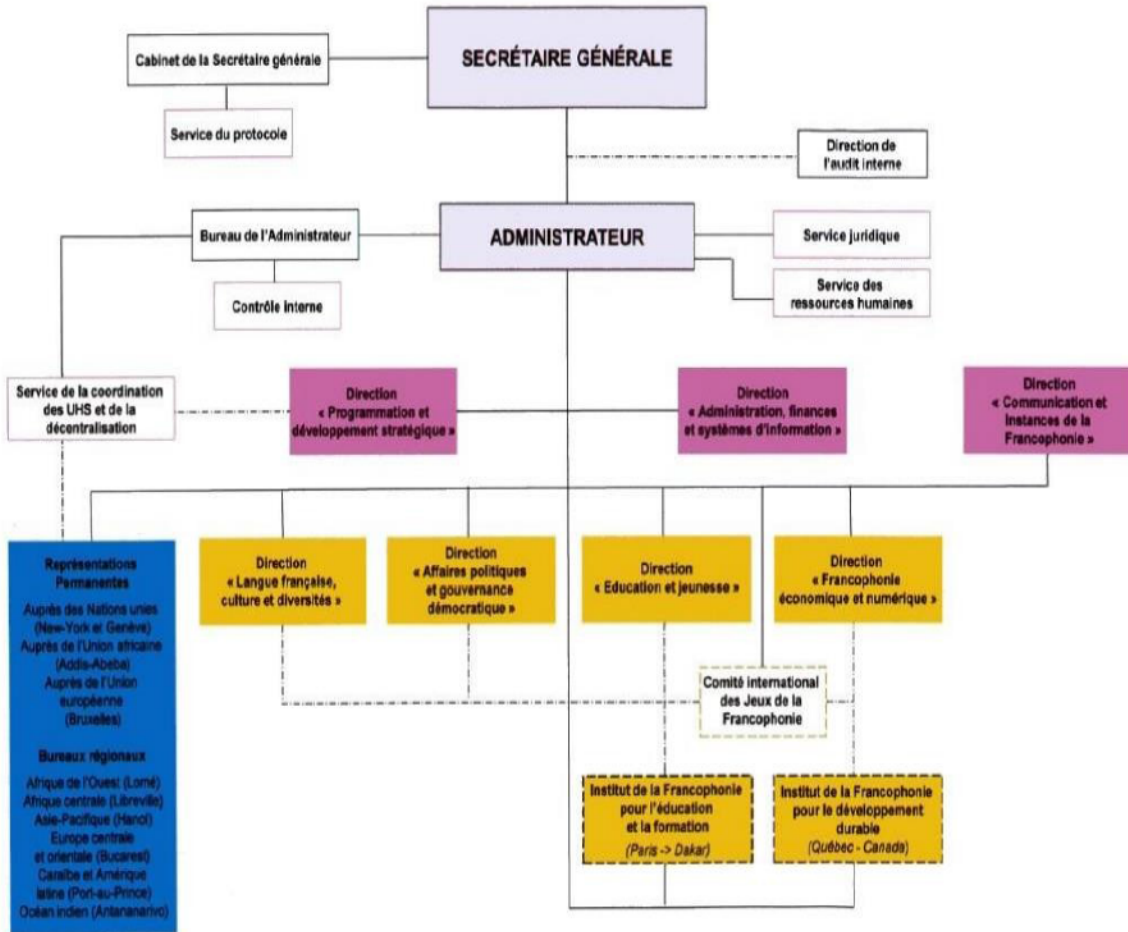 SECRÉTAIRE GÉNÉRALE
Cabinet de la Secrétaire générale
Service du protocole
Direction de
l'audit interne
Bureau de l'Administrateur
ADMINISTRATEUR
Service juridique
Contrôle interne
Service des
ressources humaines
Service de la coordination
des UHS et de la
décentralisation
Direction
« Programmation et
développement stratégique »
Direction
« Administration, finances
et systèmes d'information »
Direction
« Communication et
Instances de la
Francophonie »
Représentations
Permanentes
Auprès des Nations unies
(New-York et Genève)
Auprès de l'Union africaine
(Addis-Abeba)
Auprès de l'Union
européenne
(Bruxelles)
Bureaux régionaux
Afrique de l'Ouest (Lomé)
Afrique centrale (Libreville)
Asie-Pacifique (Hanoï)
Europe centrale
et orientale (Bucarest)
Caraïbe et Amérique
latine (Port-au-Prince)
Océan indien (Antananarivo)
Direction
« Langue française,
culture et diversités »
Direction
« Affaires politiques
et gouvernance
démocratique »
Direction
« Education et jeunesse »
Direction
« Francophonie
économique et numérique »
Comité international
des Jeux de la
Francophonie
Institut de la Francophonie
pour l'éducation
et la formation
(Paris -> Dakar)
Institut de la Francophonie
pour le développement
durable
(Québec - Canada)